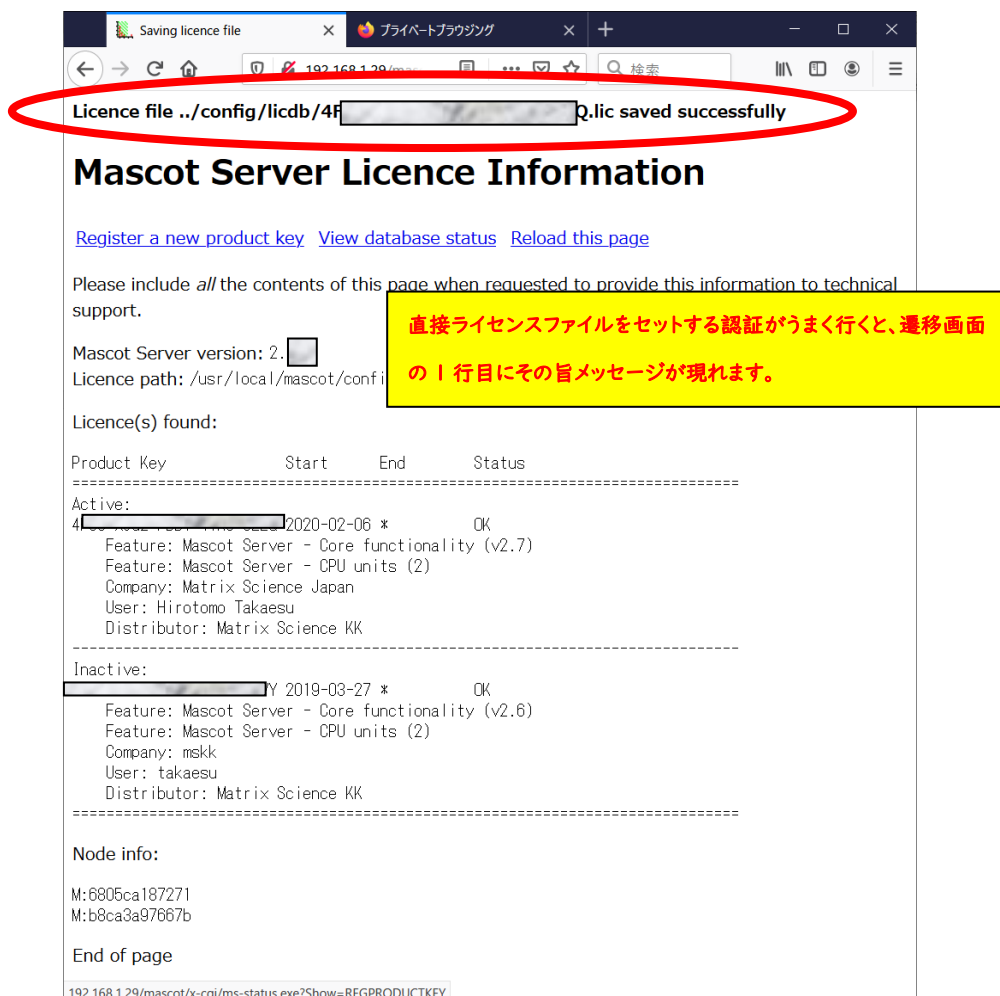 Saving licence file
プライベートブラウジング
192.168.1.29/mas
検索
Licence file ../config/licdb/4F Q.lic saved successfully
Mascot Server Licence Information
Register a new product key View database status Reload this page
Please include all the contents of this page when requested to provide this information to technical
support.
直接ライセンスファイルをセットする認証がうまく行くと、遷移画面
の 1 行目にその旨メッセージが現れます。
Mascot Server version: 2.
Licence path: /usr/local/mascot/confi
Licence(s) found:
Product Key Start End Status
==============================================================================
Active:
2020-02-06 * OK
Feature: Mascot Server - Core functionality (v2.7)
Feature: Mascot Server - CPU units (2)
Company: Matrix Science Japan
User: Hirotomo Takaesu
Distributor: Matrix Science KK
------------------------------------------------------------------------------
Inactive:
Y 2019-03-27 * OK
Feature: Mascot Server - Core functionality (v2.6)
Feature: Mascot Server - CPU units (2)
Company: mskk
User: takaesu
Distributor: Matrix Science KK
==============================================================================
Node info:
M:6805ca187271
M:b8ca3a97667b
End of page
192.168.1.29/mascot/x-cgi/ms-status.exe?Show=REGPRODUCTKEY